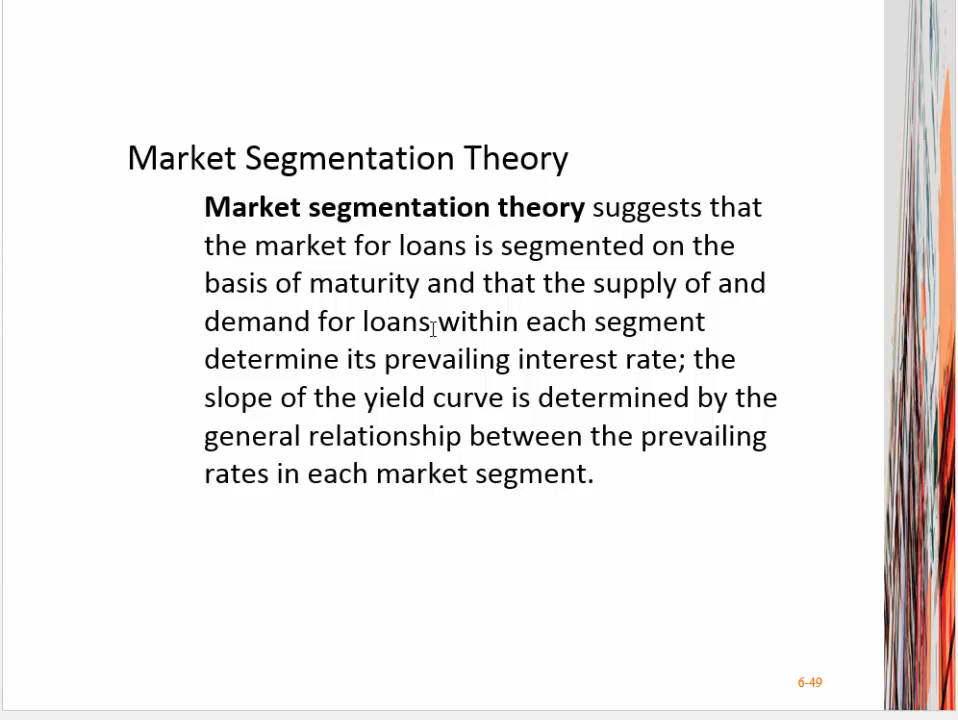 Market Segmentation Theory
Market segmentation theory suggests that
the market for loans is segmented on the
basis of maturity and that the supply of and
demand for loans within each segment
determine its prevailing interest rate; the
slope of the yield curve is determined by the
general relationship between the prevailing
rates in each market segment.
6-49